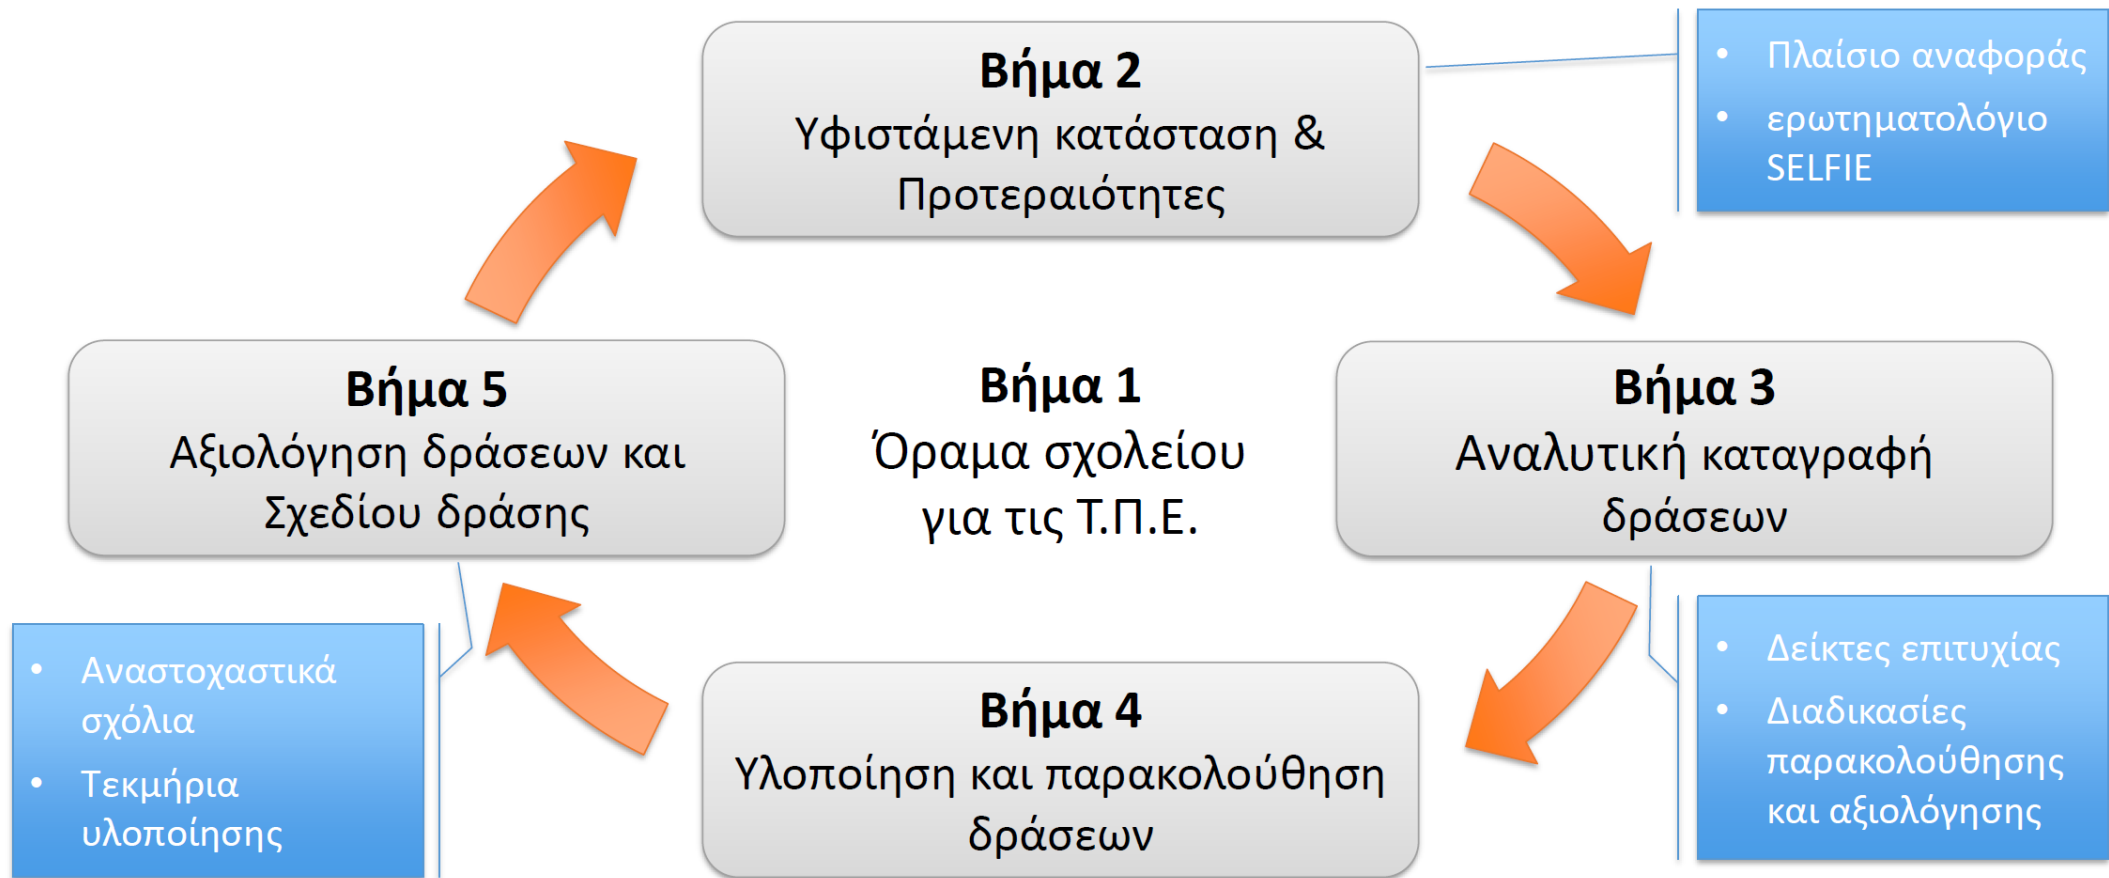 Βήμα 2
Υφιστάμενη κατάσταση &
Προτεραιότητες
• Πλαίσιο αναφοράς
• ερωτηματολόγιο
SELFIE
Βήμα 5
Αξιολόγηση δράσεων και
Σχεδίου δράσης
Βήμα 1
Όραμα σχολείου
για τις Τ.Π.Ε.
Βήμα 3
Αναλυτική καταγραφή
δράσεων
• Αναστοχαστικά
σχόλια
• Τεκμήρια
υλοποίησης
Βήμα 4
Υλοποίηση και παρακολούθηση
δράσεων
• Δείκτες επιτυχίας
• Διαδικασίες
παρακολούθησης
και αξιολόγησης